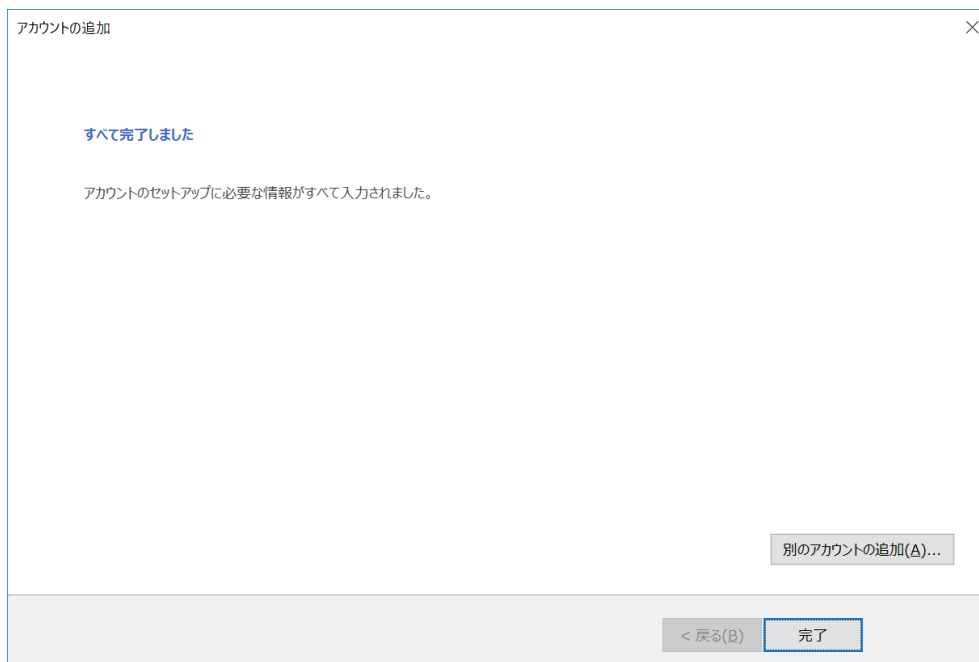 アカウントの追加
すべて完了しました
アカウントのセットアップに必要な情報がすべて入力されました。
別のアカウントの追加(A)...
< 戻る(B)
完了